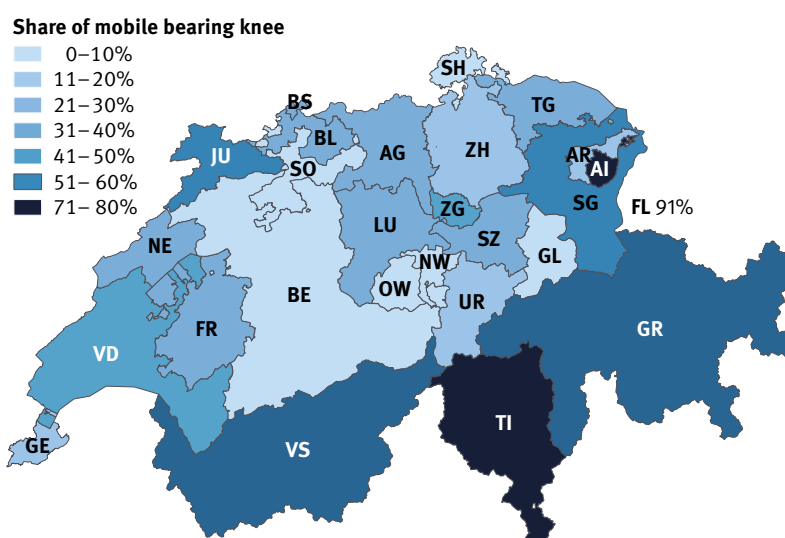 Share of mobile bearing knee
0–10%
11–20%
21–30%
31–40%
41–50%
51–60%
71–80%
SH
BS
TG
BL
JU
AG
ZH
AR
SO
AI
ZG
SG
FL 91%
LU
NE
SZ
NW
GL
OW
BE
UR
FR
GR
VD
TI
GE
VS